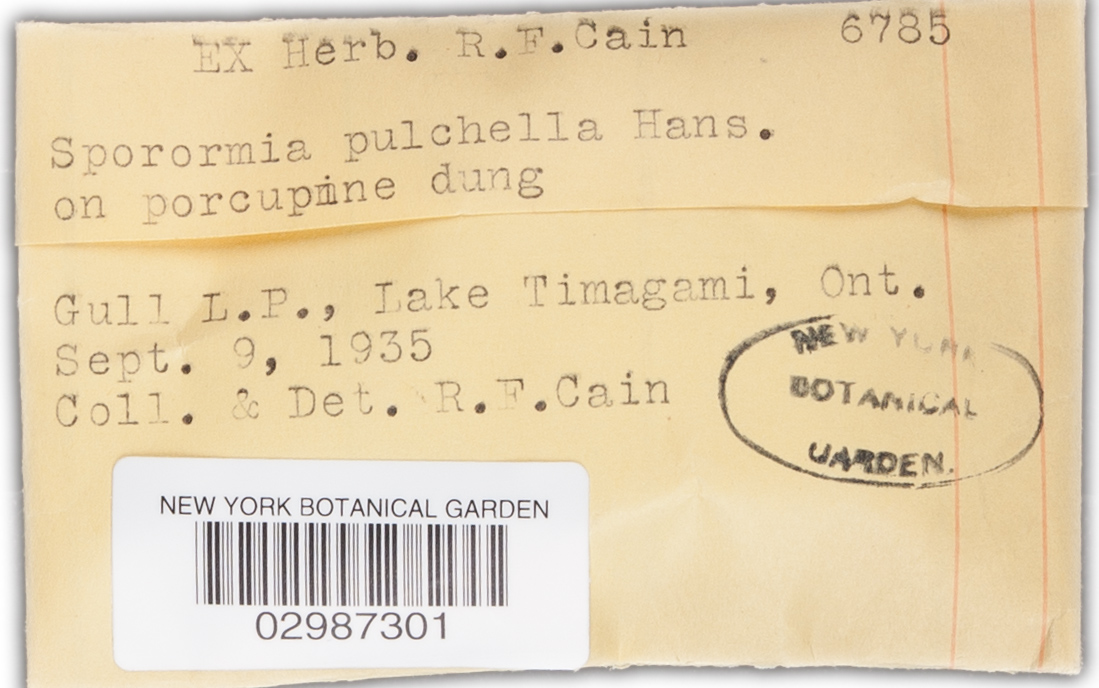 EX Herb. R.F.Cain 6785
Sporormia pulchella Hans.
on porcupine dung
Gull L.P., Lake Timagami, Ont.
Sept. 9, 1935
Coll. & Det. R.F.Cain
NEW YORK
BOTANICAL
GARDEN.
NEW YORK BOTANICAL GARDEN
02987301